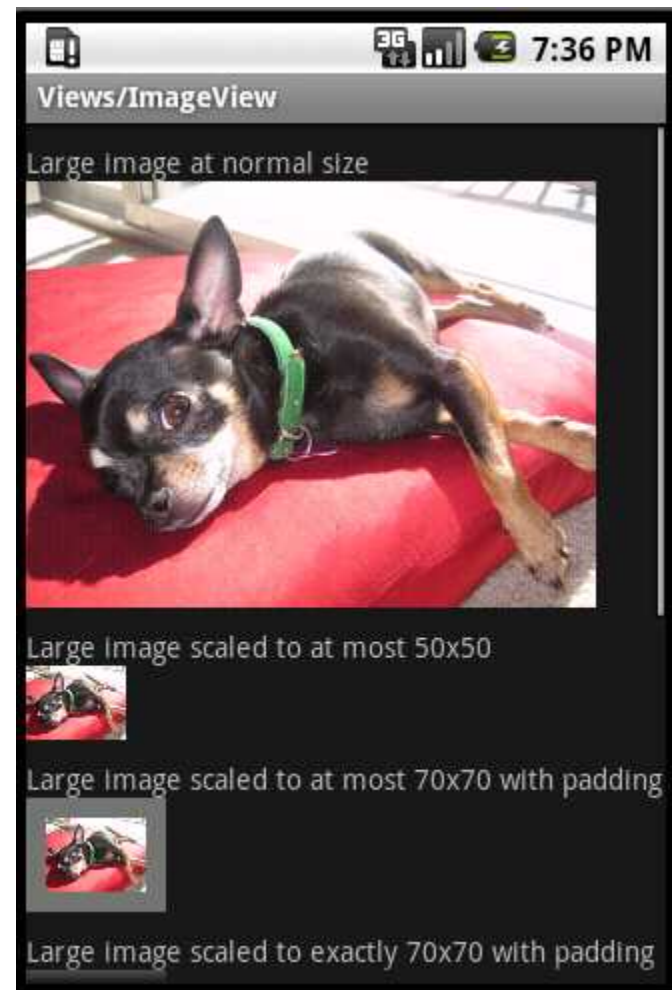 3G
7:36 PM
Views/ImageView
Large image at normal size
Large image scaled to at most 50x50
Large image scaled to at most 70x70 with padding
Large image scaled to exactly 70x70 with padding